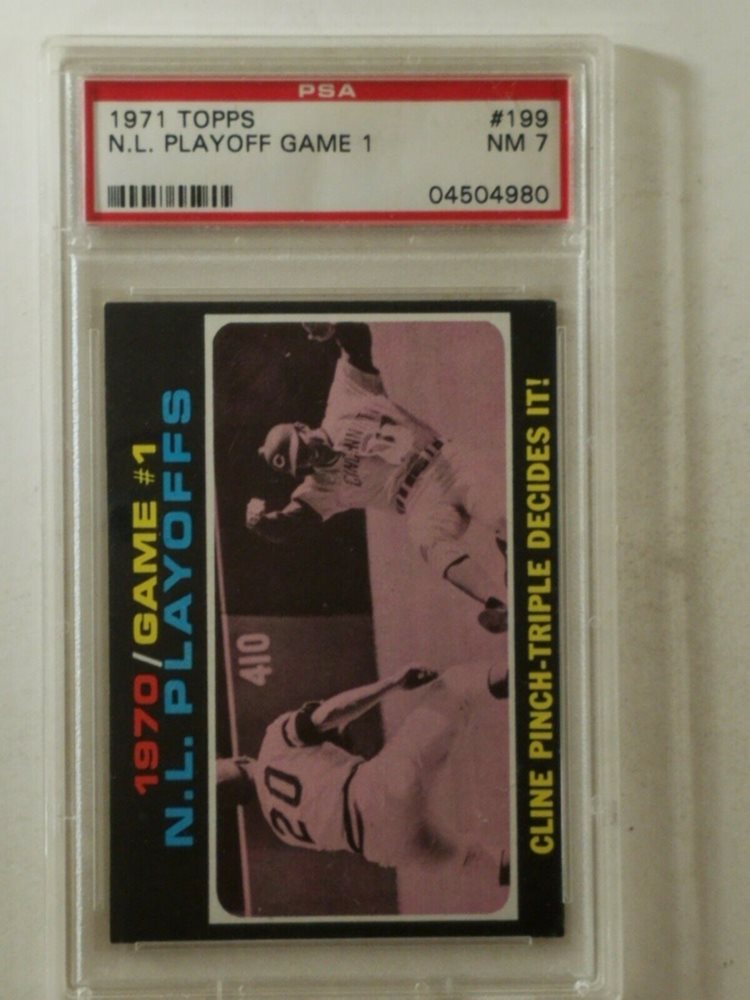 PSA
1971 TOPPS #199
N.L. PLAYOFF GAME 1 NM 7
04504980
1970/GAME #1
N.L. PLAYOFFS
C
CINCINN
410
20
CLINE PINCH-TRIPLE DECIDES IT!